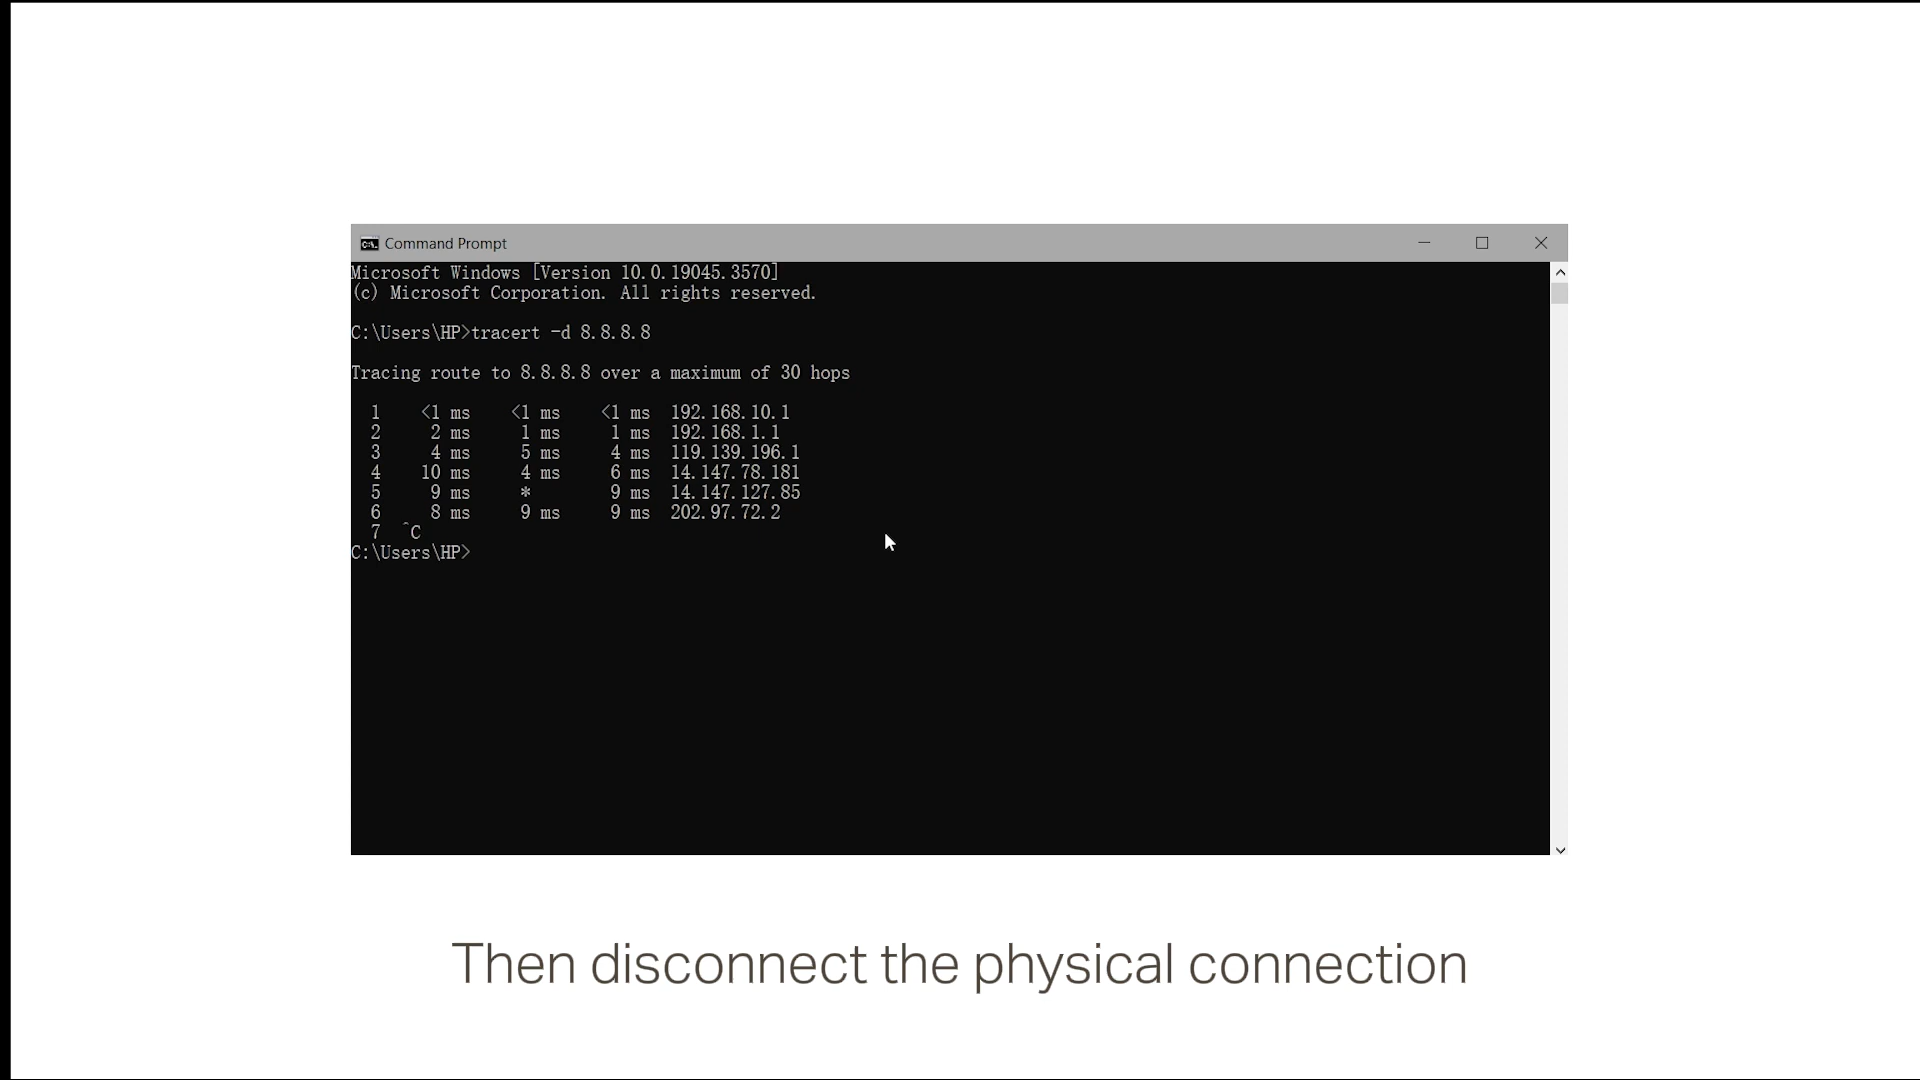 Command Prompt
Microsoft Windows [Version 10.0.19045.3570]
(c) Microsoft Corporation. All rights reserved.
C:\Users\HP>tracert -d 8.8.8.8
Tracing route to 8.8.8.8 over a maximum of 30 hops
1 <1 ms <1 ms <1 ms 192.168.10.1
2 2 ms 1 ms 1 ms 192.168.1.1
3 4 ms 5 ms 4 ms 119.139.196.1
4 10 ms 4 ms 6 ms 14.147.78.181
5 9 ms * 9 ms 14.147.127.85
6 8 ms 9 ms 9 ms 202.97.72.2
7 ^C
C:\Users\HP>
Then disconnect the physical connection